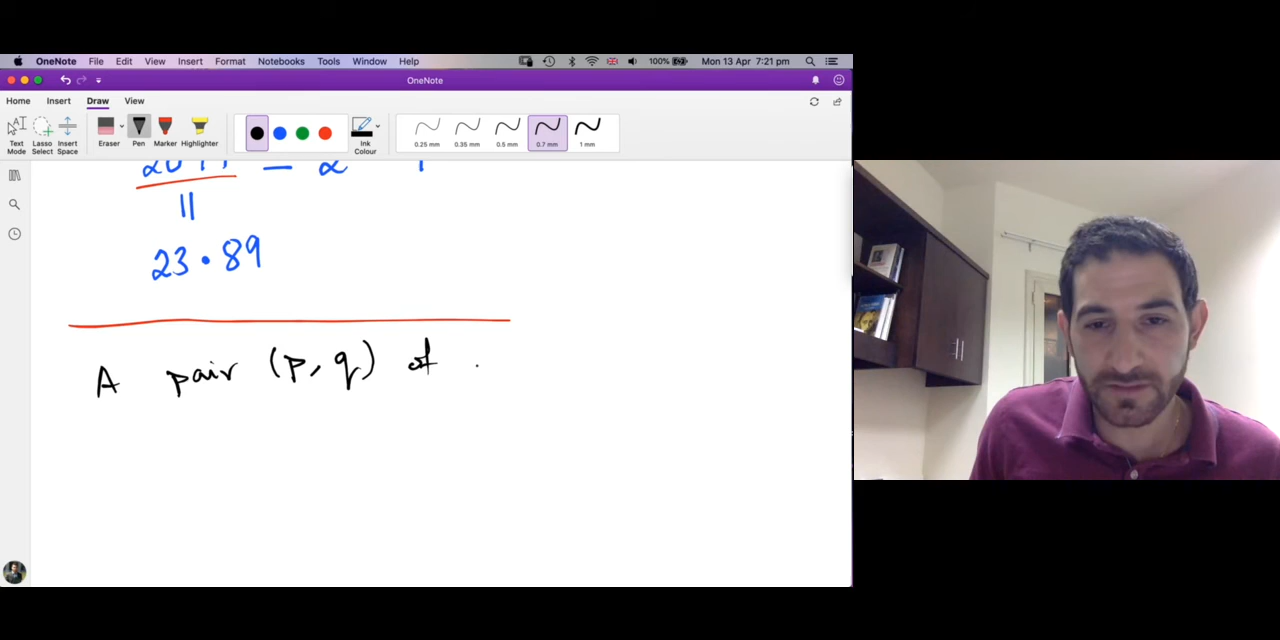 OneNote File Edit View Insert Format Notebooks Tools Window Help 100% Mon 13 Apr 7:21 pm
OneNote
Home Insert Draw View
Text Mode Lasso Select Insert Space Eraser Pen Marker Highlighter Ink Colour 0.25 mm 0.35 mm 0.5 mm 0.7 mm 1 mm
11
23 • 89
A pair (p, q) of